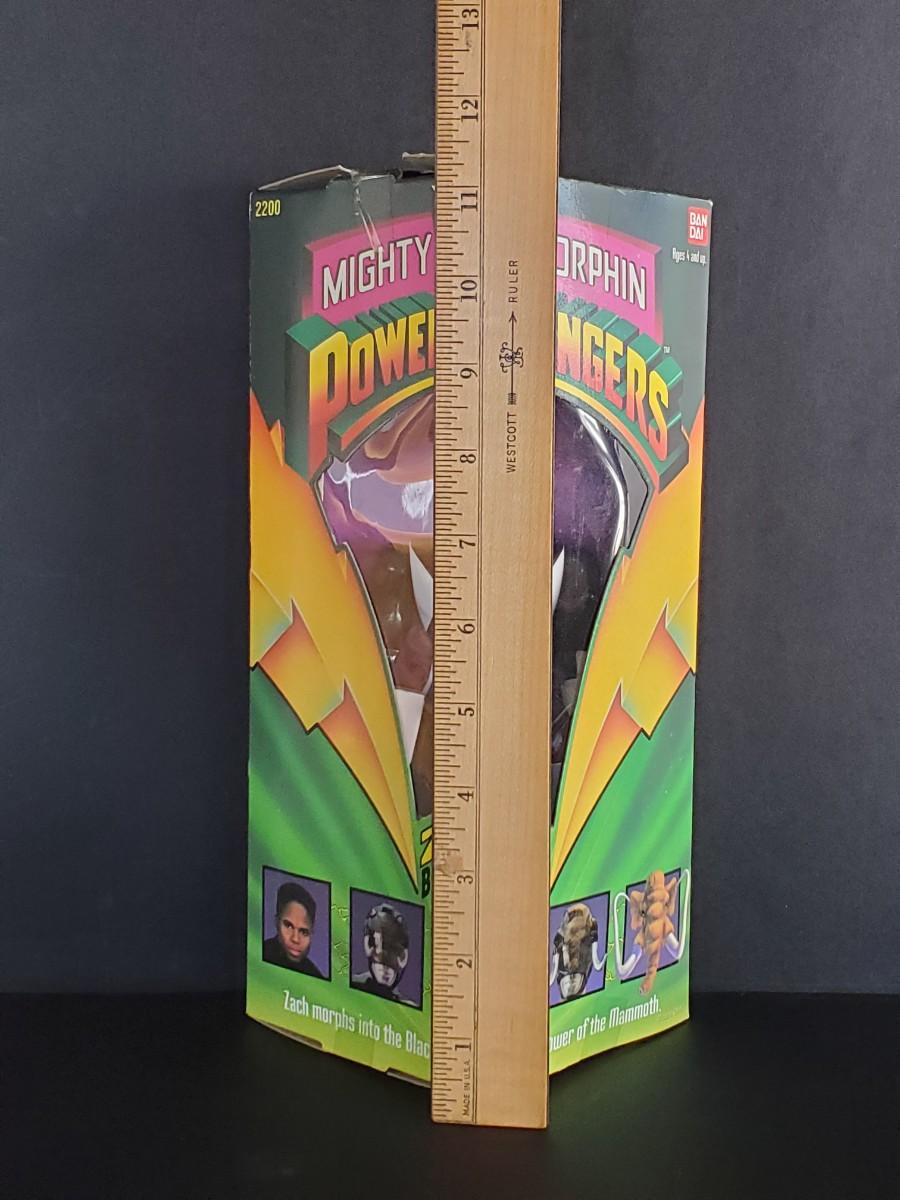 13
12
11
10
9
8
7
6
5
4
3
2
1
MADE IN U.S.A.
WESTCOTT
RULER
2200
BAN
DAI
Ages 4 and up.
MIGHTY ORPHIN
POWE NGERS
TM
Z
B
Zach morphs into the Blac ower of the Mammoth.